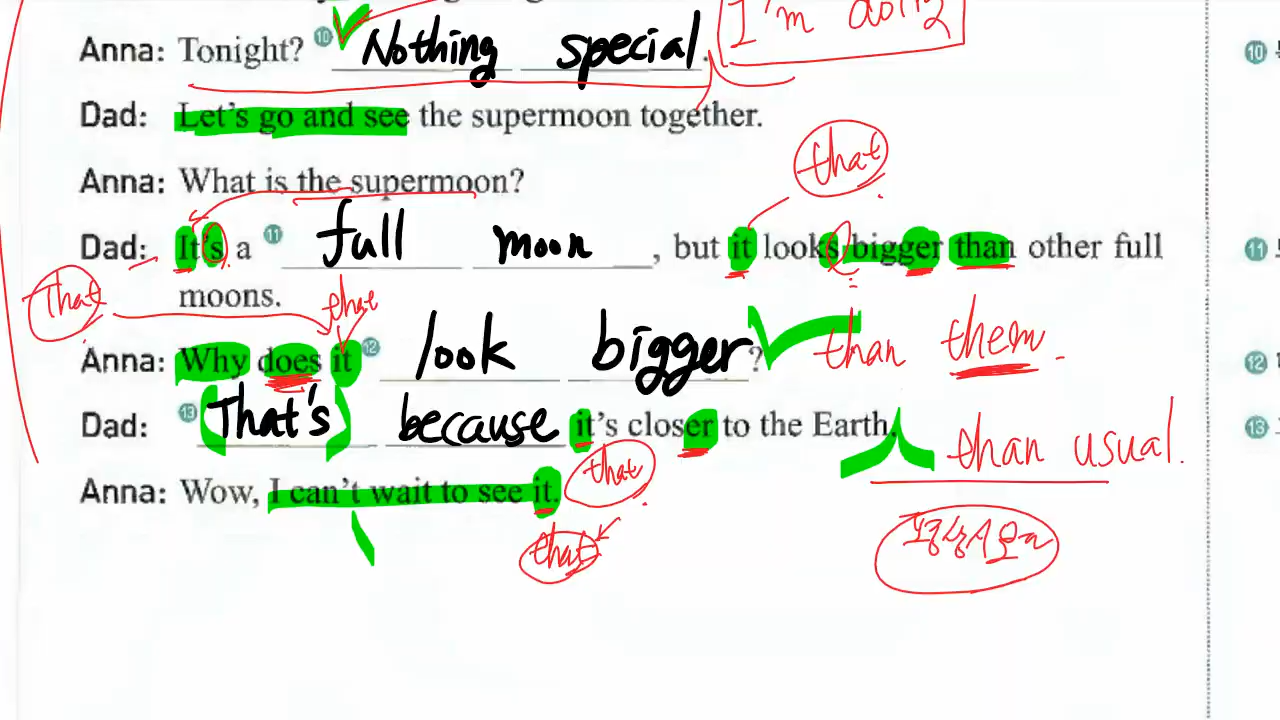 I'm doing
Anna: Tonight? ⑩ Nothing special.
⑩
Dad: Let's go and see the supermoon together.
Anna: What is the supermoon?
that
Dad: It's a ⑪ full moon, but it looks bigger than other full
⑪
moons.
That
that
Anna: Why does it ⑫ look bigger? than them.
⑫
Dad: ⑬ That's because it's closer to the Earth. than usual.
⑬
Anna: Wow, I can't wait to see it. that
that